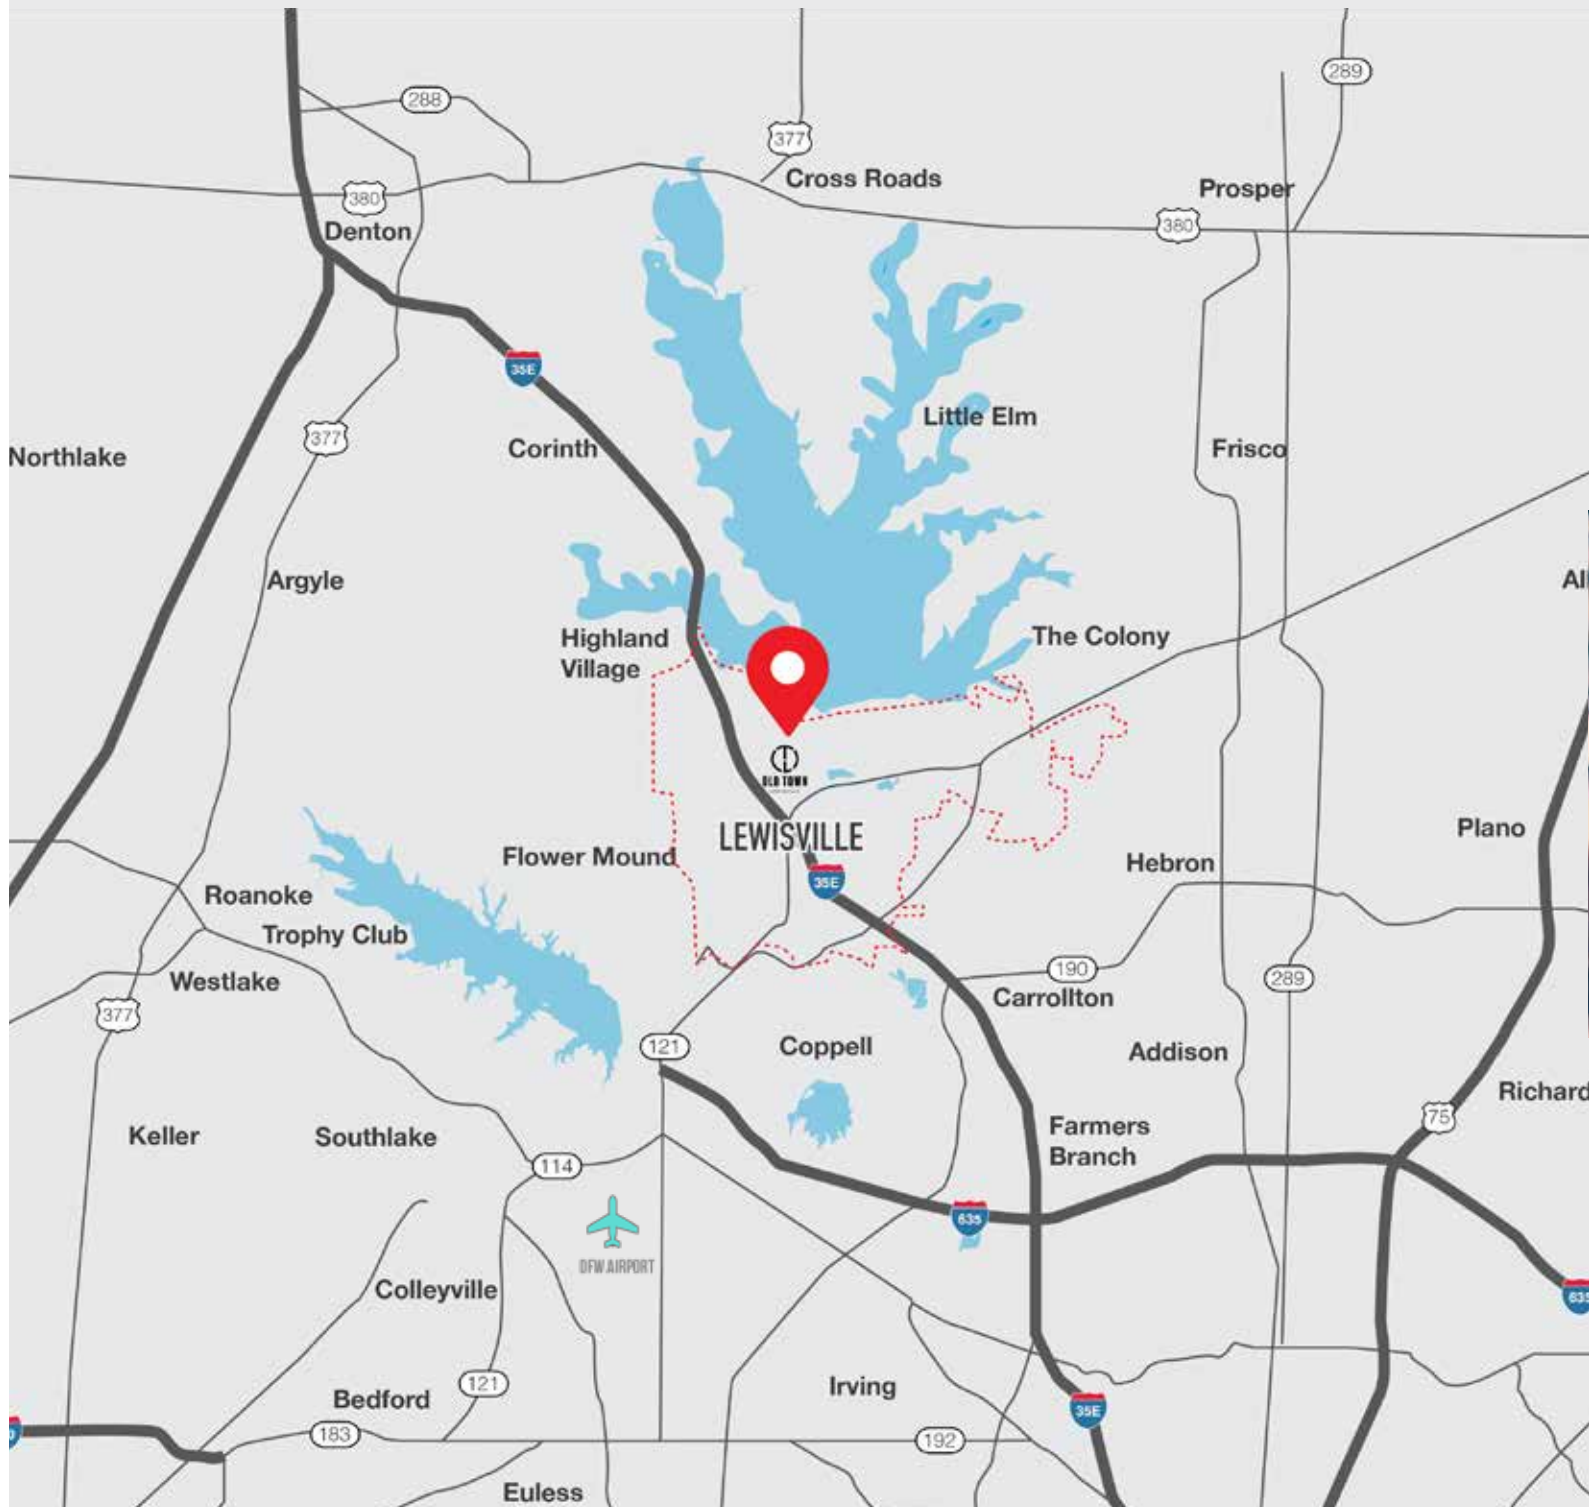 289
288
377
Cross Roads
Prosper
380
380
Denton
35E
Little Elm
377
Corinth
Frisco
Northlake
Argyle
All
Highland
Village
The Colony
OLD TOWN
LEWISVILLE
Plano
Flower Mound
Hebron
35E
Roanoke
Trophy Club
190
Westlake
289
Carrollton
377
121
Coppell
Addison
Richard
75
Farmers
Branch
Keller
Southlake
114
635
DFW AIRPORT
Colleyville
635
121
Irving
Bedford
35E
183
192
Euless